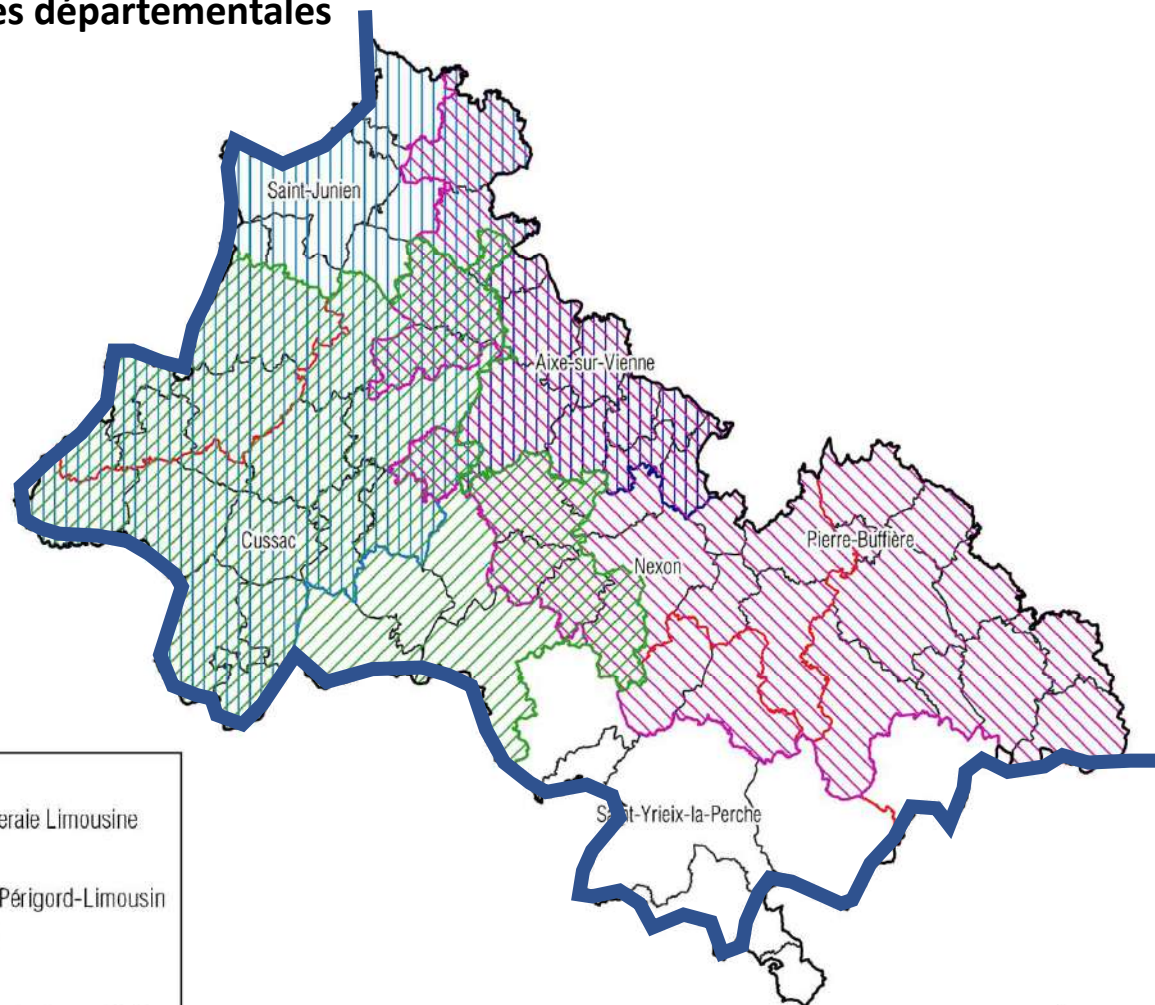 es départementales
Saint-Junien
Aixe-sur-Vienne
Cussac
Nexon
Pierre-Buffière
Saint-Yrieix-la-Perche
eraie Limousine
Périgord-Limousin